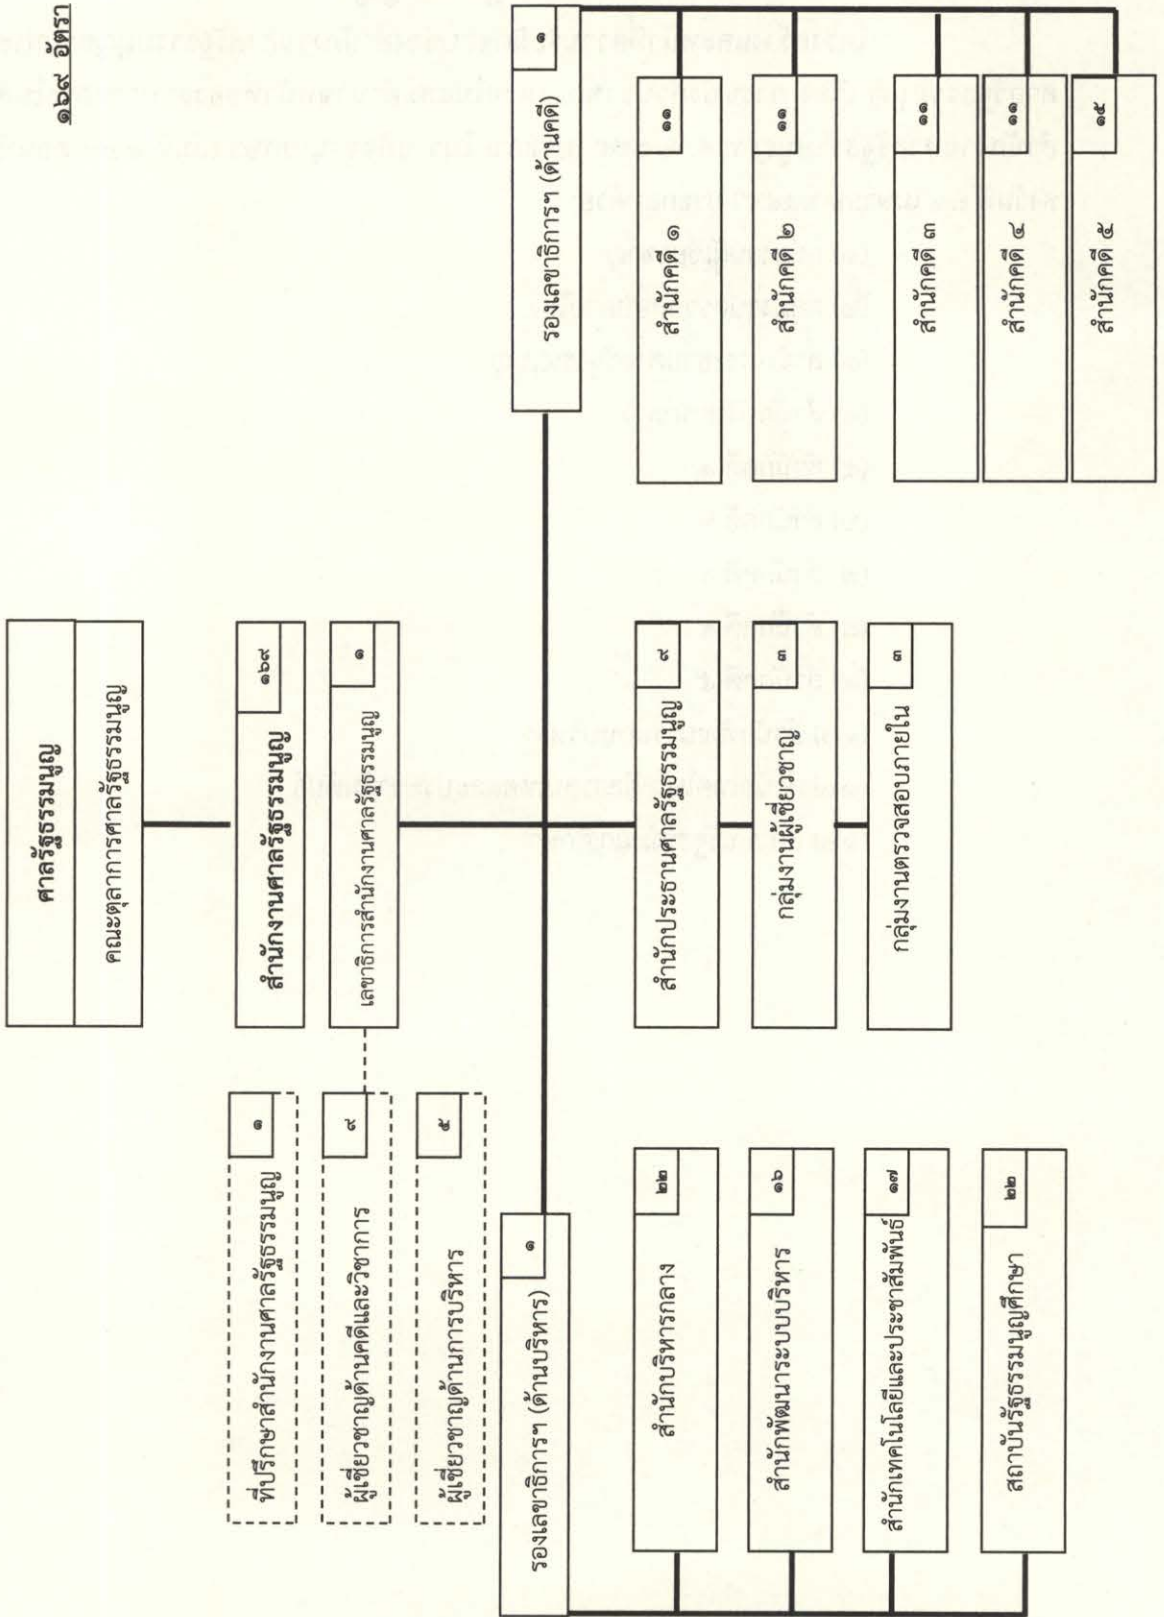 ๑๖๙ อัตรา
ศาลรัฐธรรมนูญ
คณะตุลาการศาลรัฐธรรมนูญ
สำนักงานศาลรัฐธรรมนูญ
๑๖๙
เลขาธิการสำนักงานศาลรัฐธรรมนูญ
๑
ที่ปรึกษาสำนักงานศาลรัฐธรรมนูญ
๑
ผู้เชี่ยวชาญด้านคดีและวิชาการ
๙
ผู้เชี่ยวชาญด้านการบริหาร
๕
รองเลขาธิการฯ (ด้านบริหาร)
๑
รองเลขาธิการฯ (ด้านคดี)
๑
สำนักบริหารกลาง
๒๒
สำนักพัฒนาระบบบริหาร
๑๖
สำนักเทคโนโลยีและประชาสัมพันธ์
๑๗
สถาบันรัฐธรรมนูญศึกษา
๒๒
สำนักประธานศาลรัฐธรรมนูญ
๙
กลุ่มงานผู้เชี่ยวชาญ
๓
กลุ่มงานตรวจสอบภายใน
๓
สำนักคดี ๑
๑๑
สำนักคดี ๒
๑๑
สำนักคดี ๓
๑๑
สำนักคดี ๔
๑๑
สำนักคดี ๕
๑๕